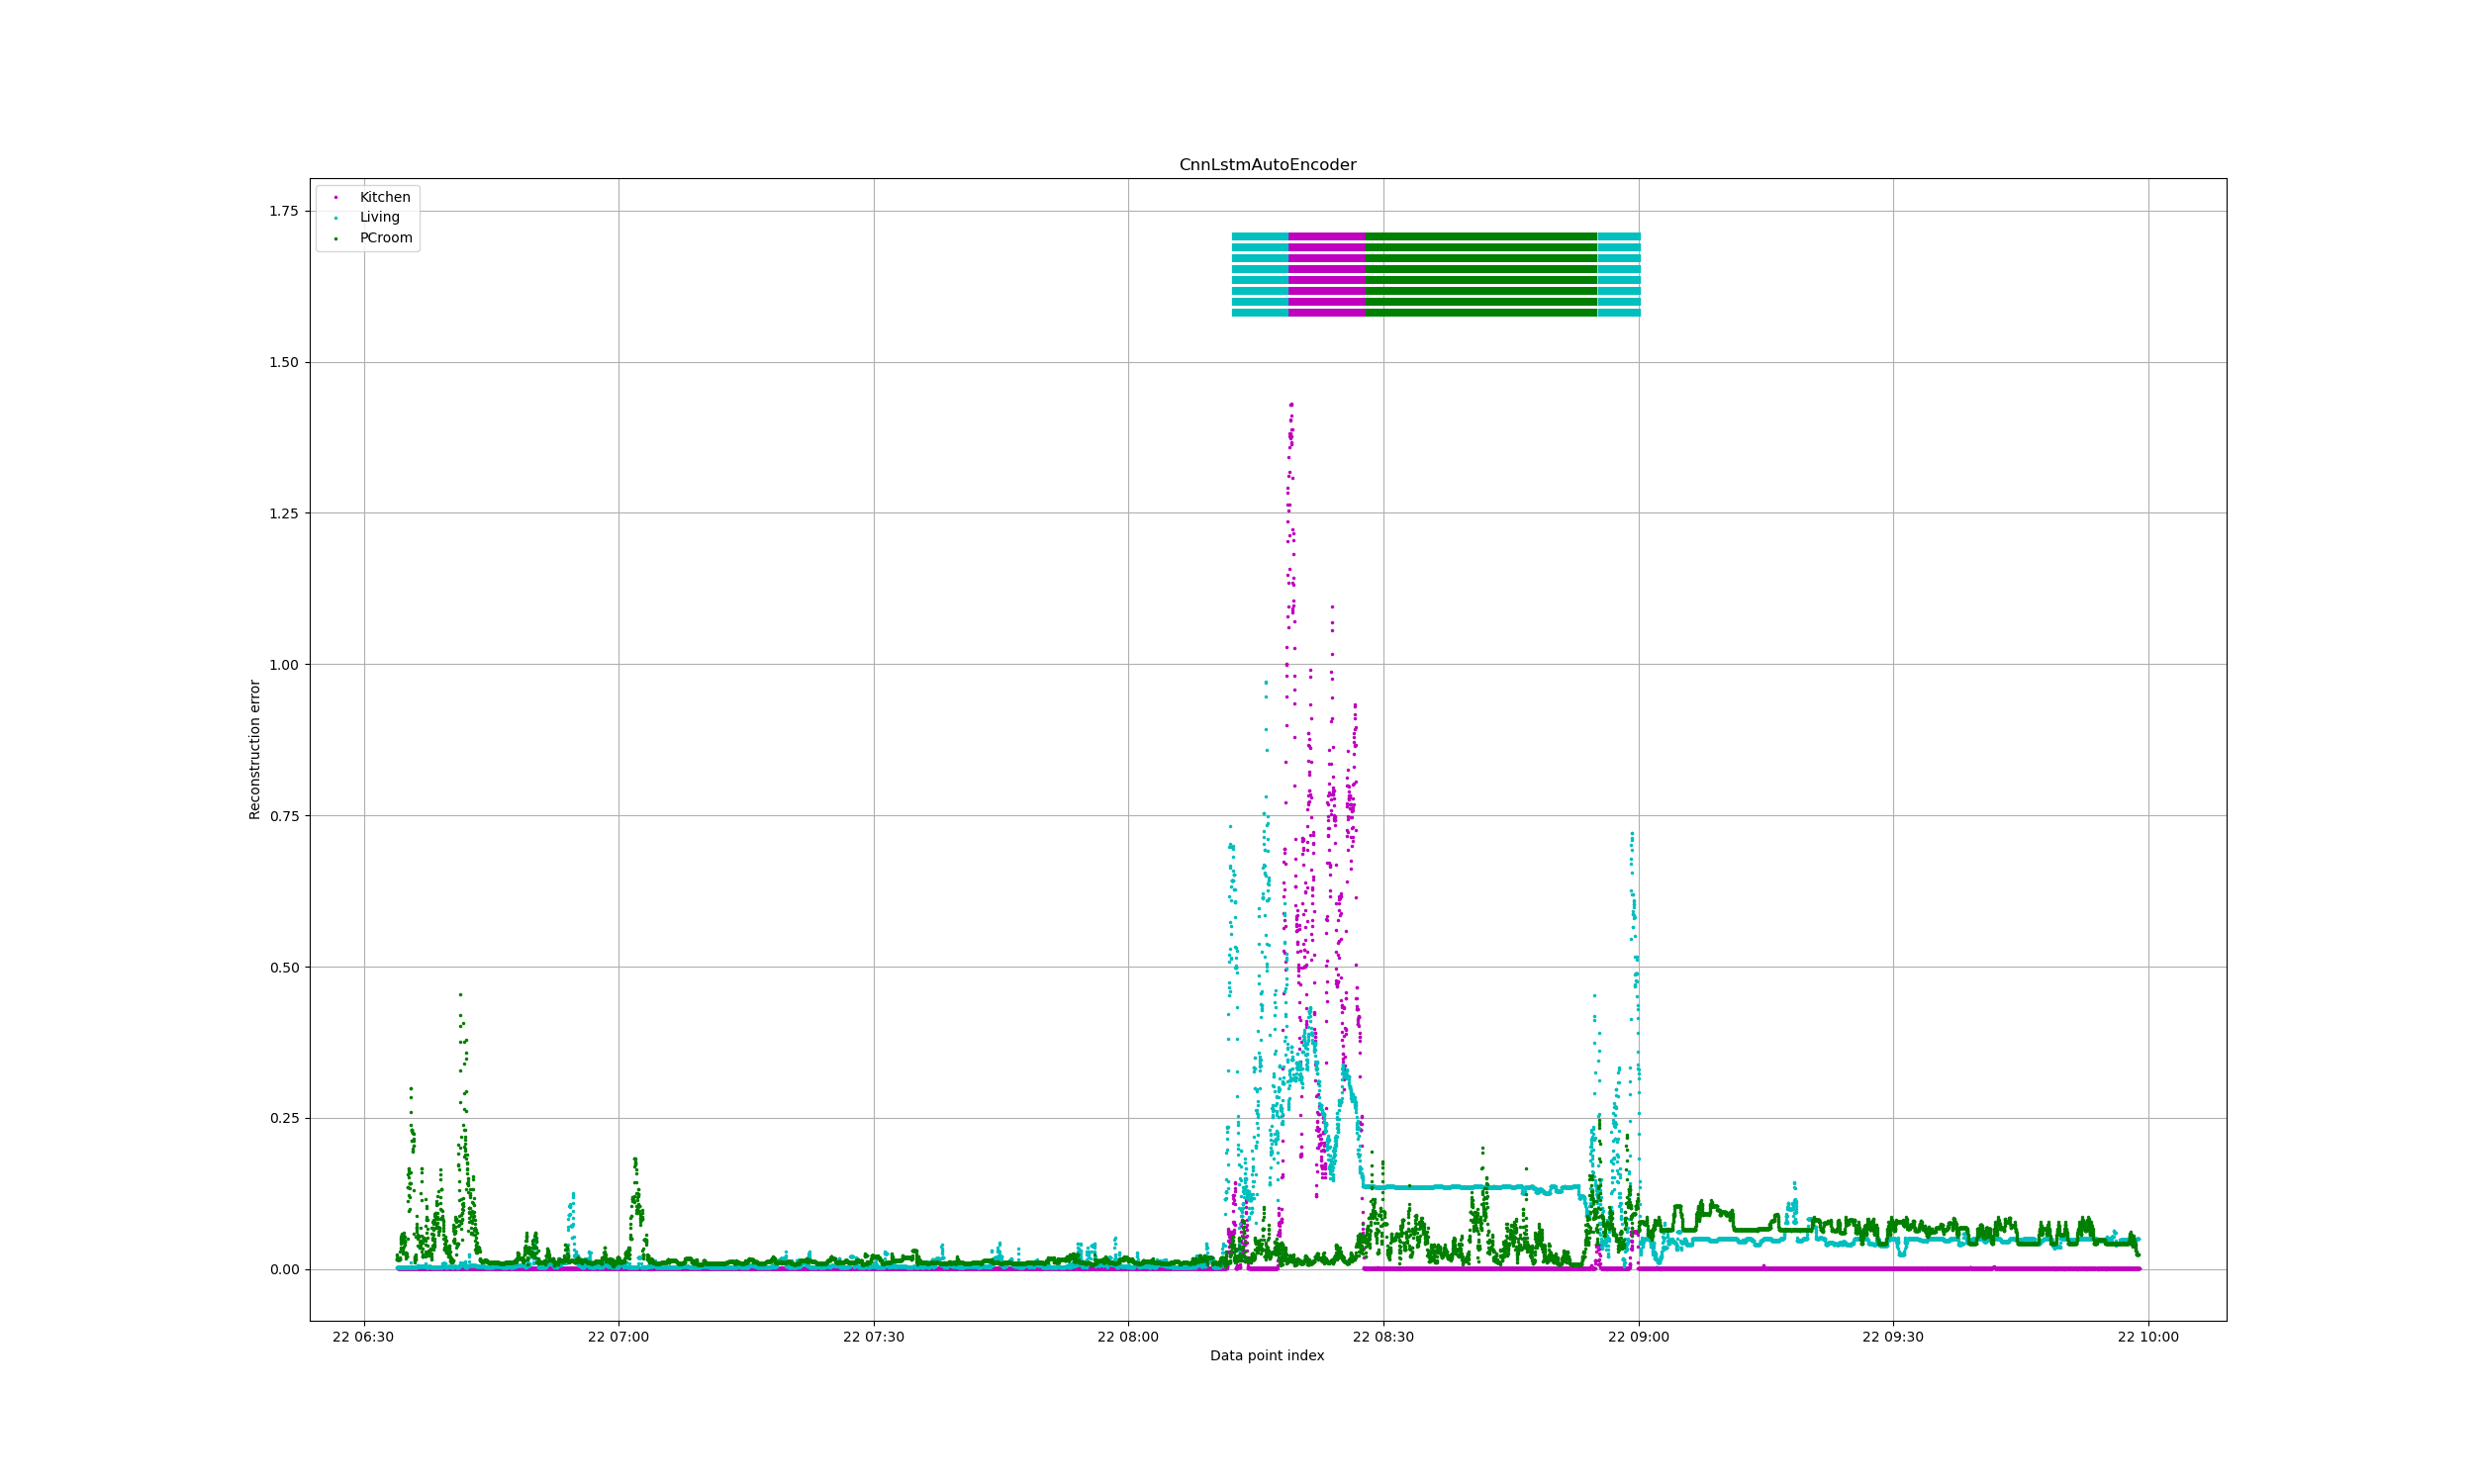 CnnLstmAutoEncoder
Kitchen
Living
PCroom
1.75
1.50
1.25
1.00
0.75
0.50
0.25
0.00
Reconstruction error
22 06:30 22 07:00 22 07:30 22 08:00 22 08:30 22 09:00 22 09:30 22 10:00
Data point index